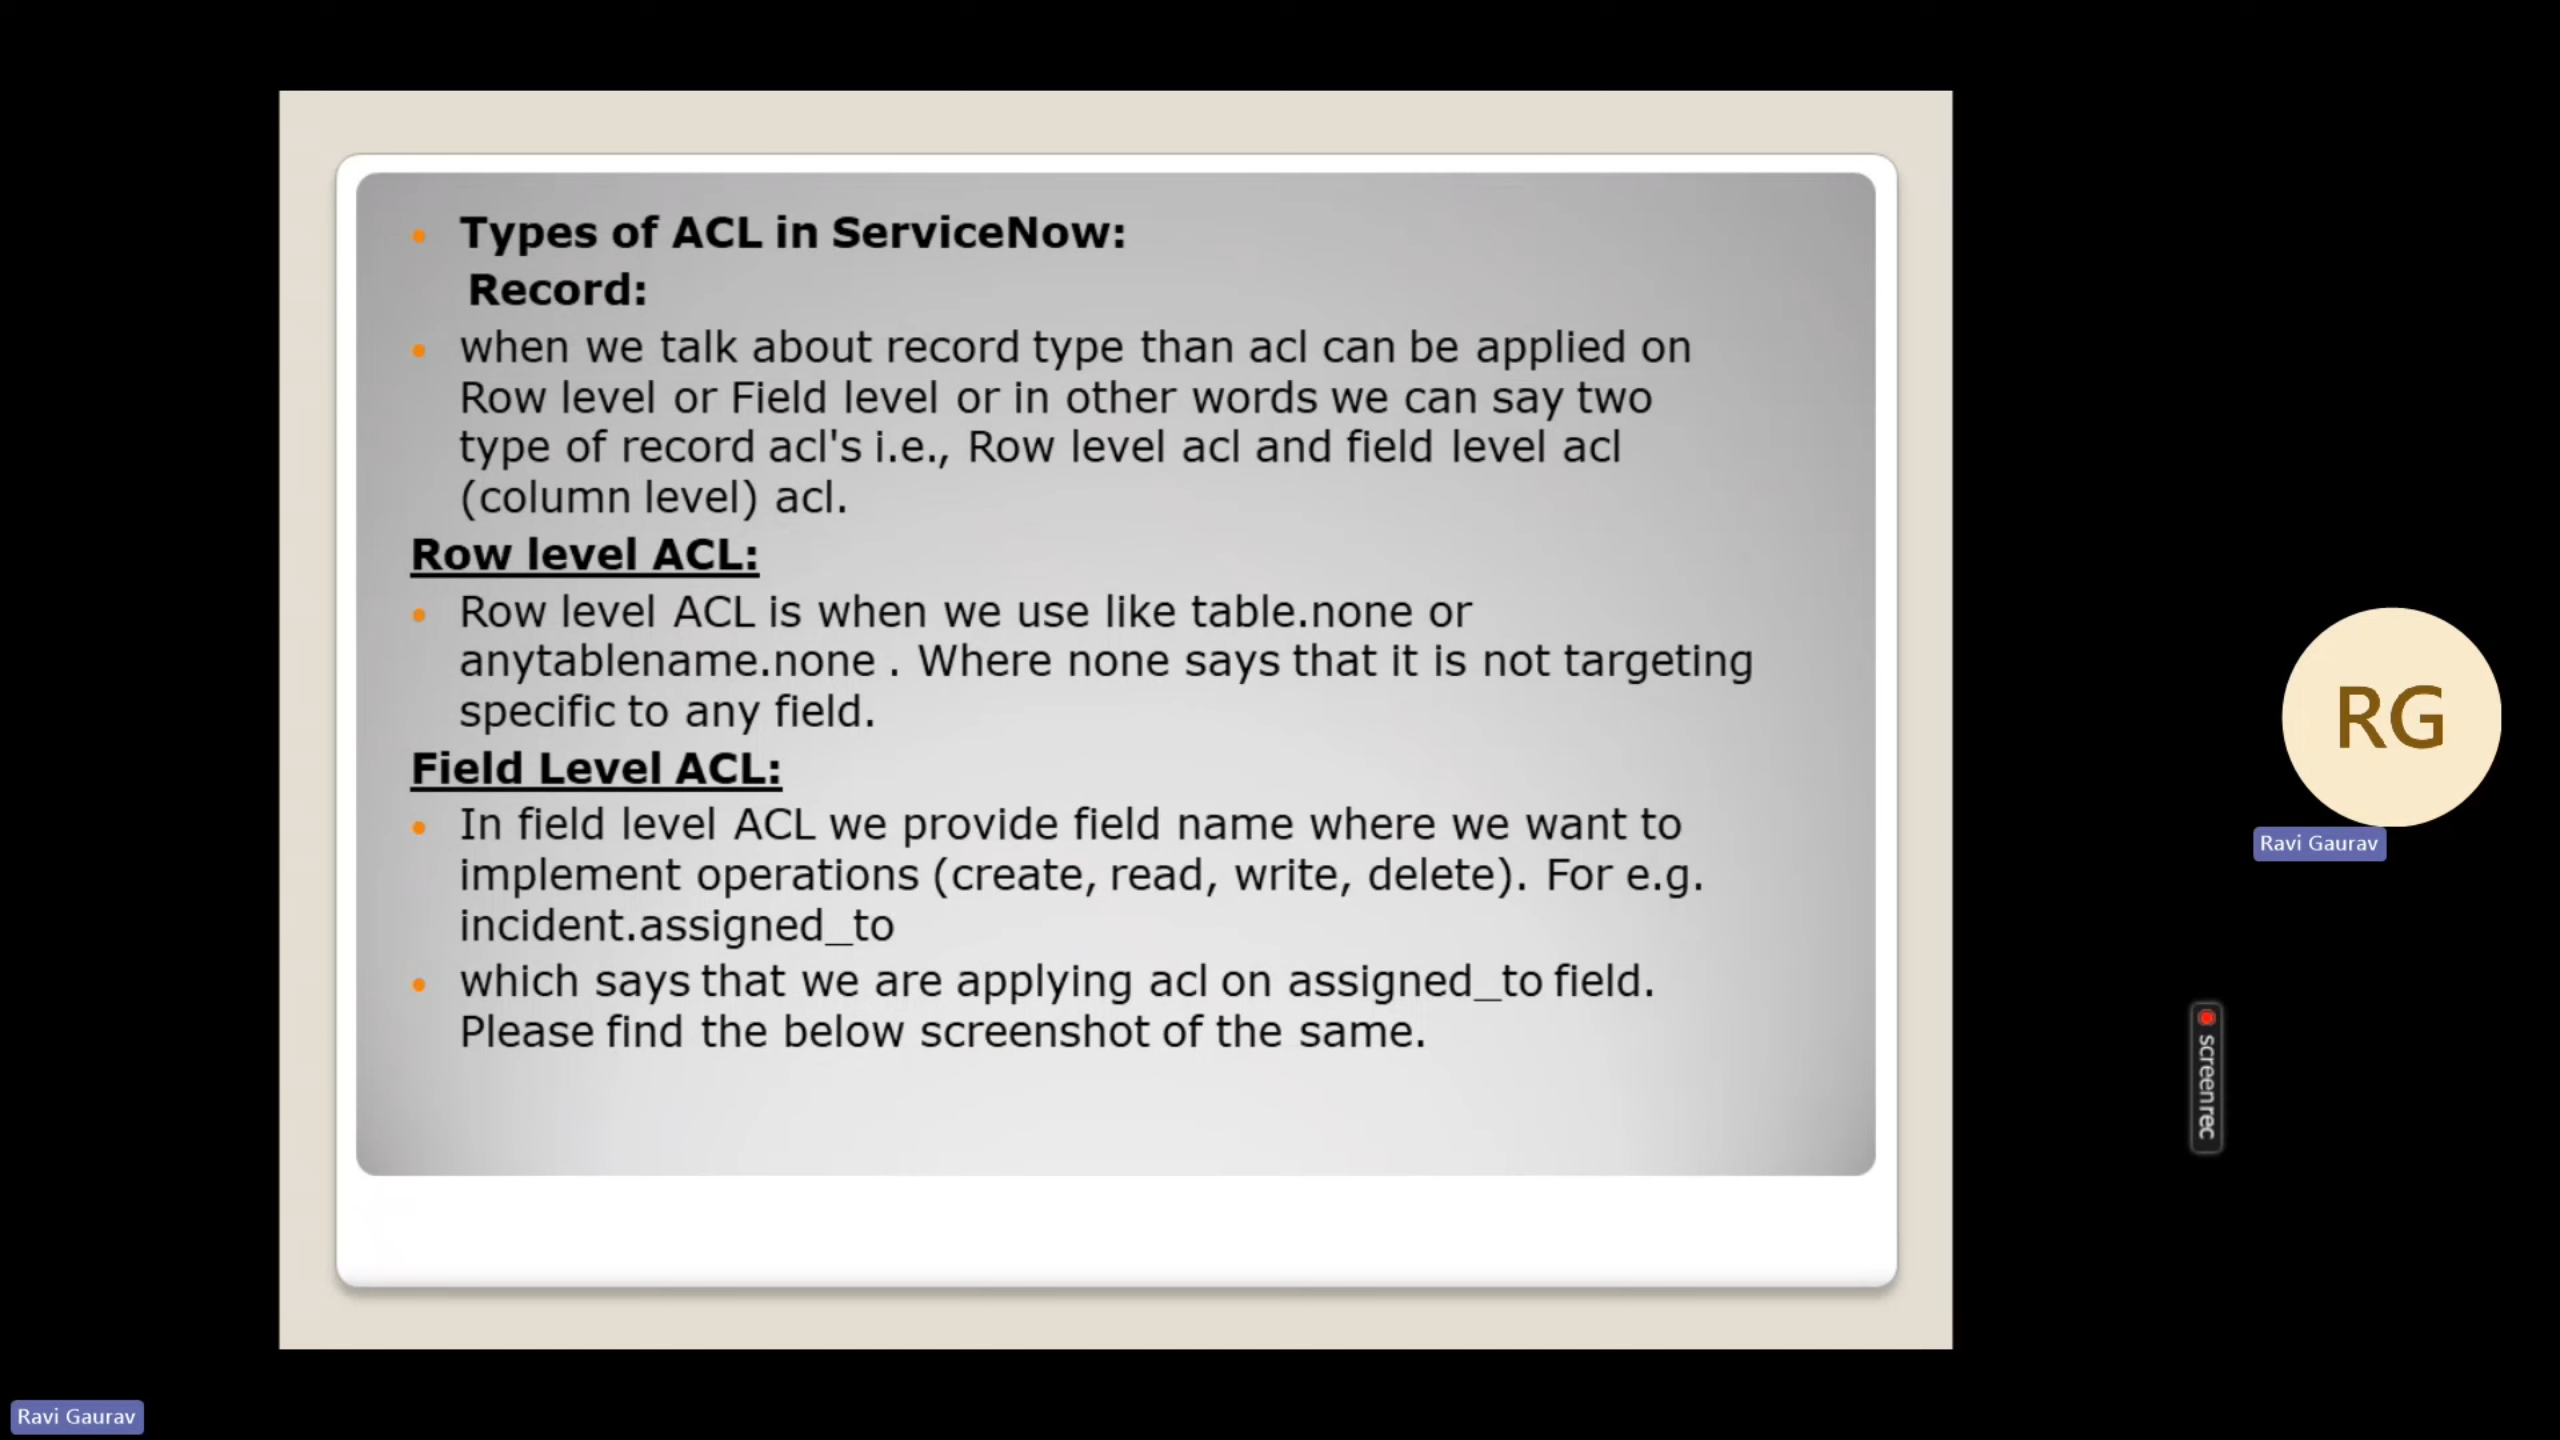 Types of ACL in ServiceNow:
Record:
when we talk about record type than acl can be applied on
Row level or Field level or in other words we can say two
type of record acl's i.e., Row level acl and field level acl
(column level) acl.
Row level ACL:
Row level ACL is when we use like table.none or
anytablename.none . Where none says that it is not targeting
specific to any field.
Field Level ACL:
In field level ACL we provide field name where we want to
implement operations (create, read, write, delete). For e.g.
incident.assigned_to
which says that we are applying acl on assigned_to field.
Please find the below screenshot of the same.
RG
Ravi Gaurav
screenrec
Ravi Gaurav